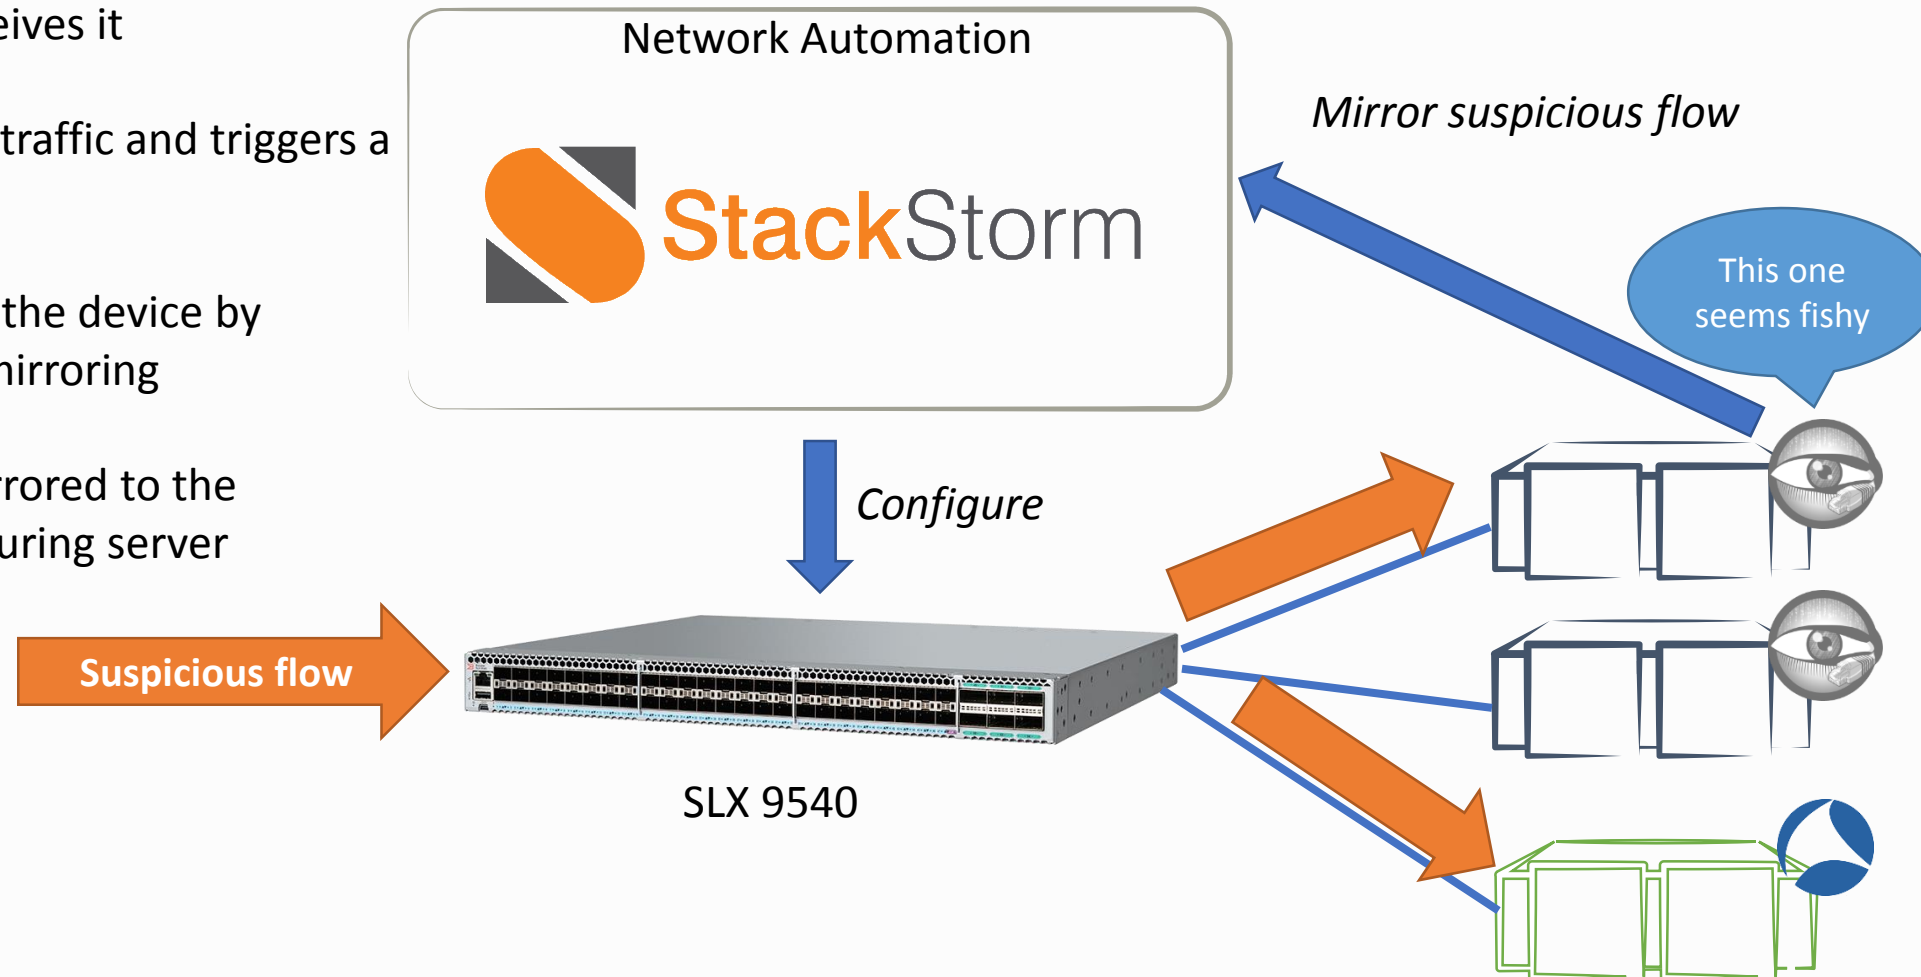 eives it
traffic and triggers a
the device by
nirroring
rrored to the
uring server
Network Automation
StackStorm
Mirror suspicious flow
This one
seems fishy
Configure
Suspicious flow
SLX 9540